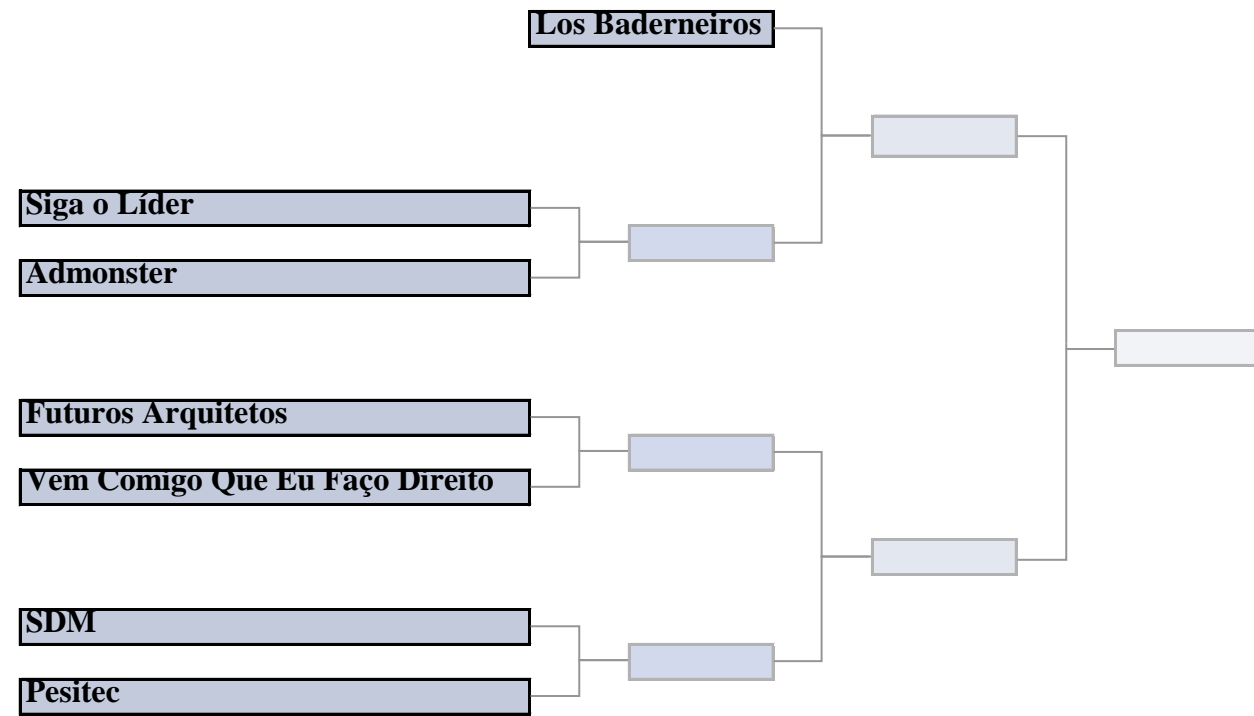 Los Baderneiros
Siga o Líder
Admonster
Futuros Arquitetos
Vem Comigo Que Eu Faço Direito
SDM
Pesitec